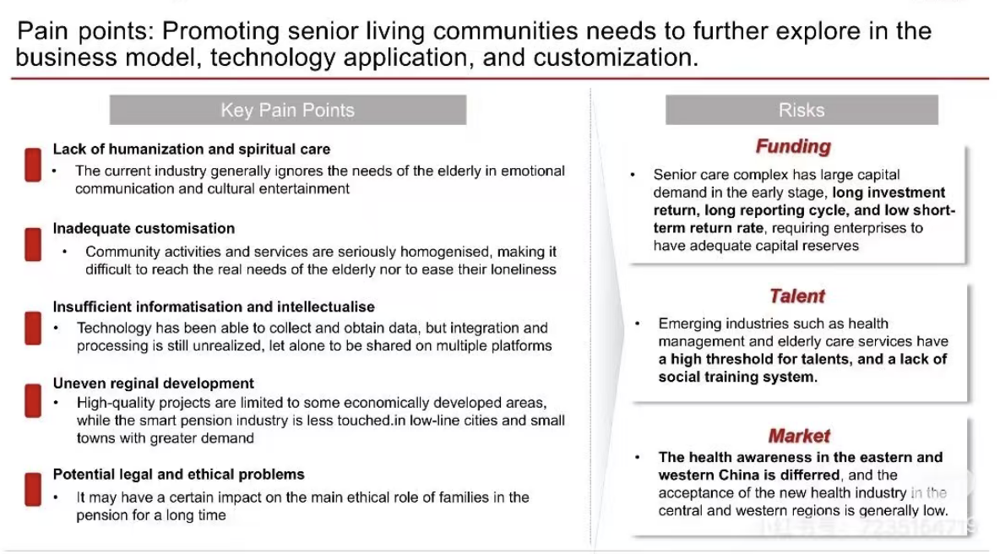 Pain points: Promoting senior living communities needs to further explore in the
business model, technology application, and customization.
Key Pain Points
Lack of humanization and spiritual care
• The current industry generally ignores the needs of the elderly in emotional
communication and cultural entertainment
Inadequate customisation
• Community activities and services are seriously homogenised, making it
difficult to reach the real needs of the elderly nor to ease their loneliness
Insufficient informatisation and intellectualise
• Technology has been able to collect and obtain data, but integration and
processing is still unrealized, let alone to be shared on multiple platforms
Uneven reginal development
• High-quality projects are limited to some economically developed areas,
while the smart pension industry is less touched.in low-line cities and small
towns with greater demand
Potential legal and ethical problems
• It may have a certain impact on the main ethical role of families in the
pension for a long time
Risks
Funding
• Senior care complex has large capital
demand in the early stage, long investment
return, long reporting cycle, and low short-
term return rate, requiring enterprises to
have adequate capital reserves
Talent
• Emerging industries such as health
management and elderly care services have
a high threshold for talents, and a lack of
social training system.
Market
• The health awareness in the eastern and
western China is differred, and the
acceptance of the new health industry in the
central and western regions is generally low.